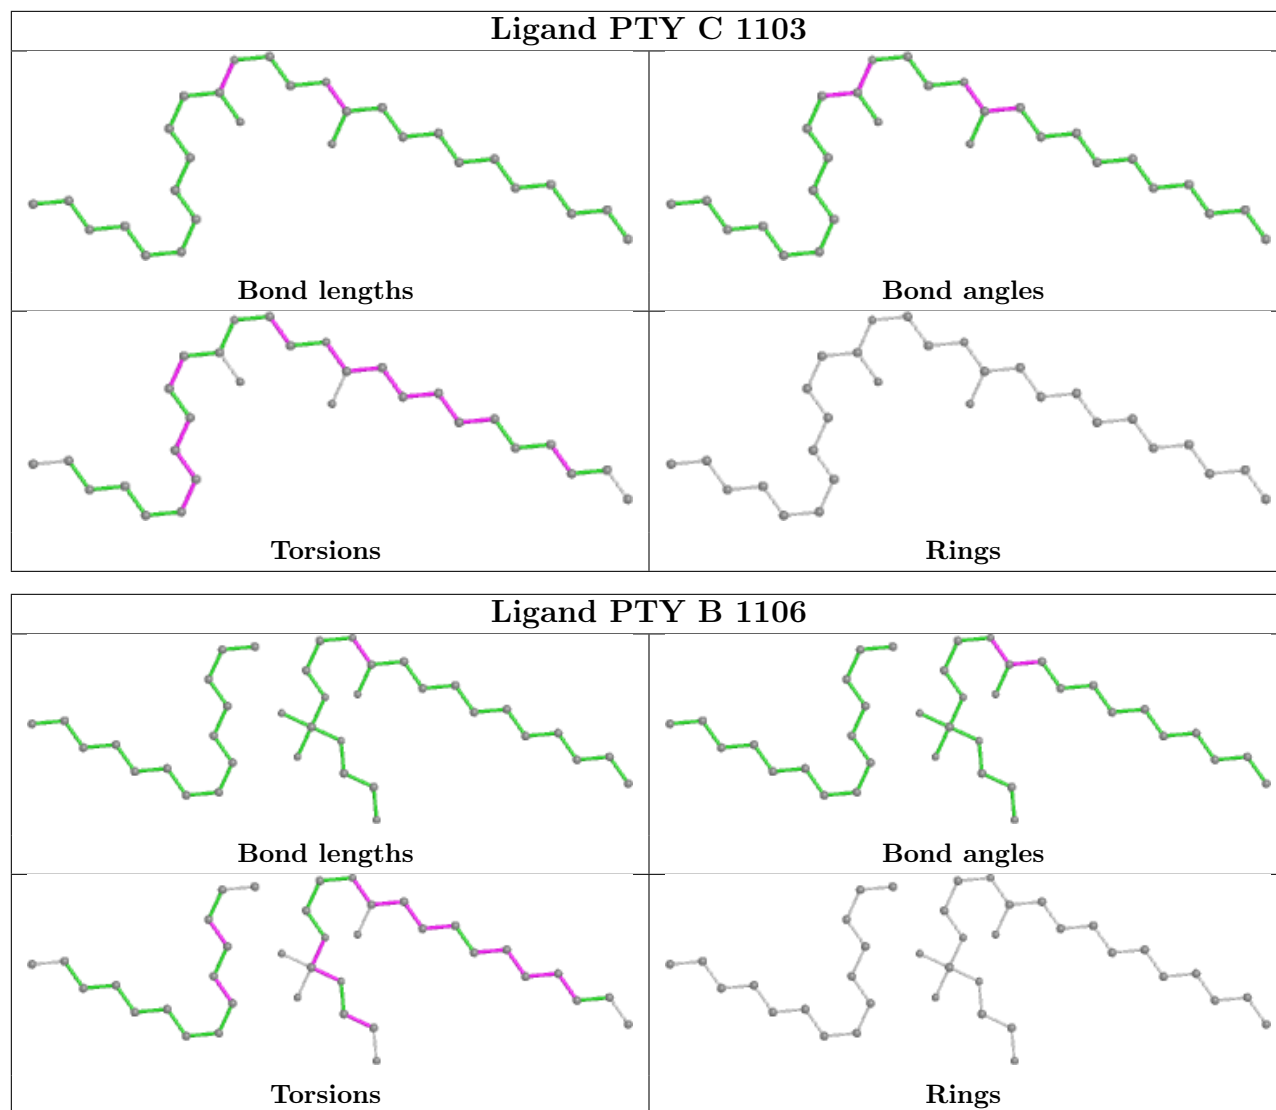 Ligand PTY C 1103
Bond lengths
Bond angles
Torsions
Rings
Ligand PTY B 1106
Bond lengths
Bond angles
Torsions
Rings